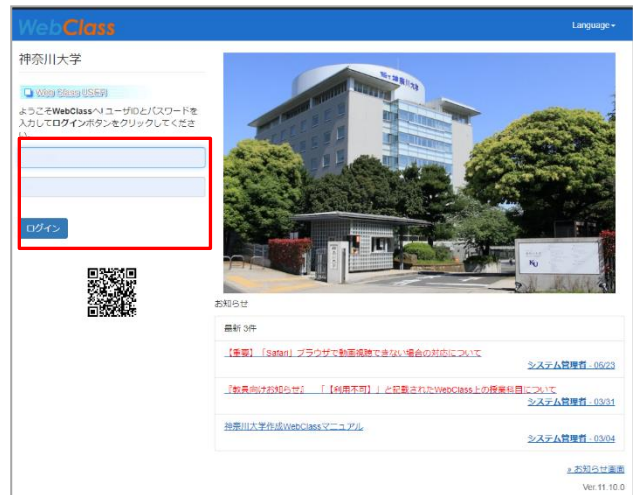 WebClass
Language
神奈川大学
Web Class USER
ようこそWebClassへ! ユーザIDとパスワードを
入力してログインボタンをクリックしてくださ
い。
ログイン
神奈川大学
KU
お知らせ
最新 3件
【重要】「Safari」ブラウザで動画視聴できない場合の対応について
システム管理者 - 06/23
『教員向けお知らせ』 「【利用不可】」と記載されたWebClass上の授業科目について
システム管理者 - 03/31
神奈川大学作成WebClassマニュアル
システム管理者 - 03/04
» お知らせ画面
Ver.11.10.0